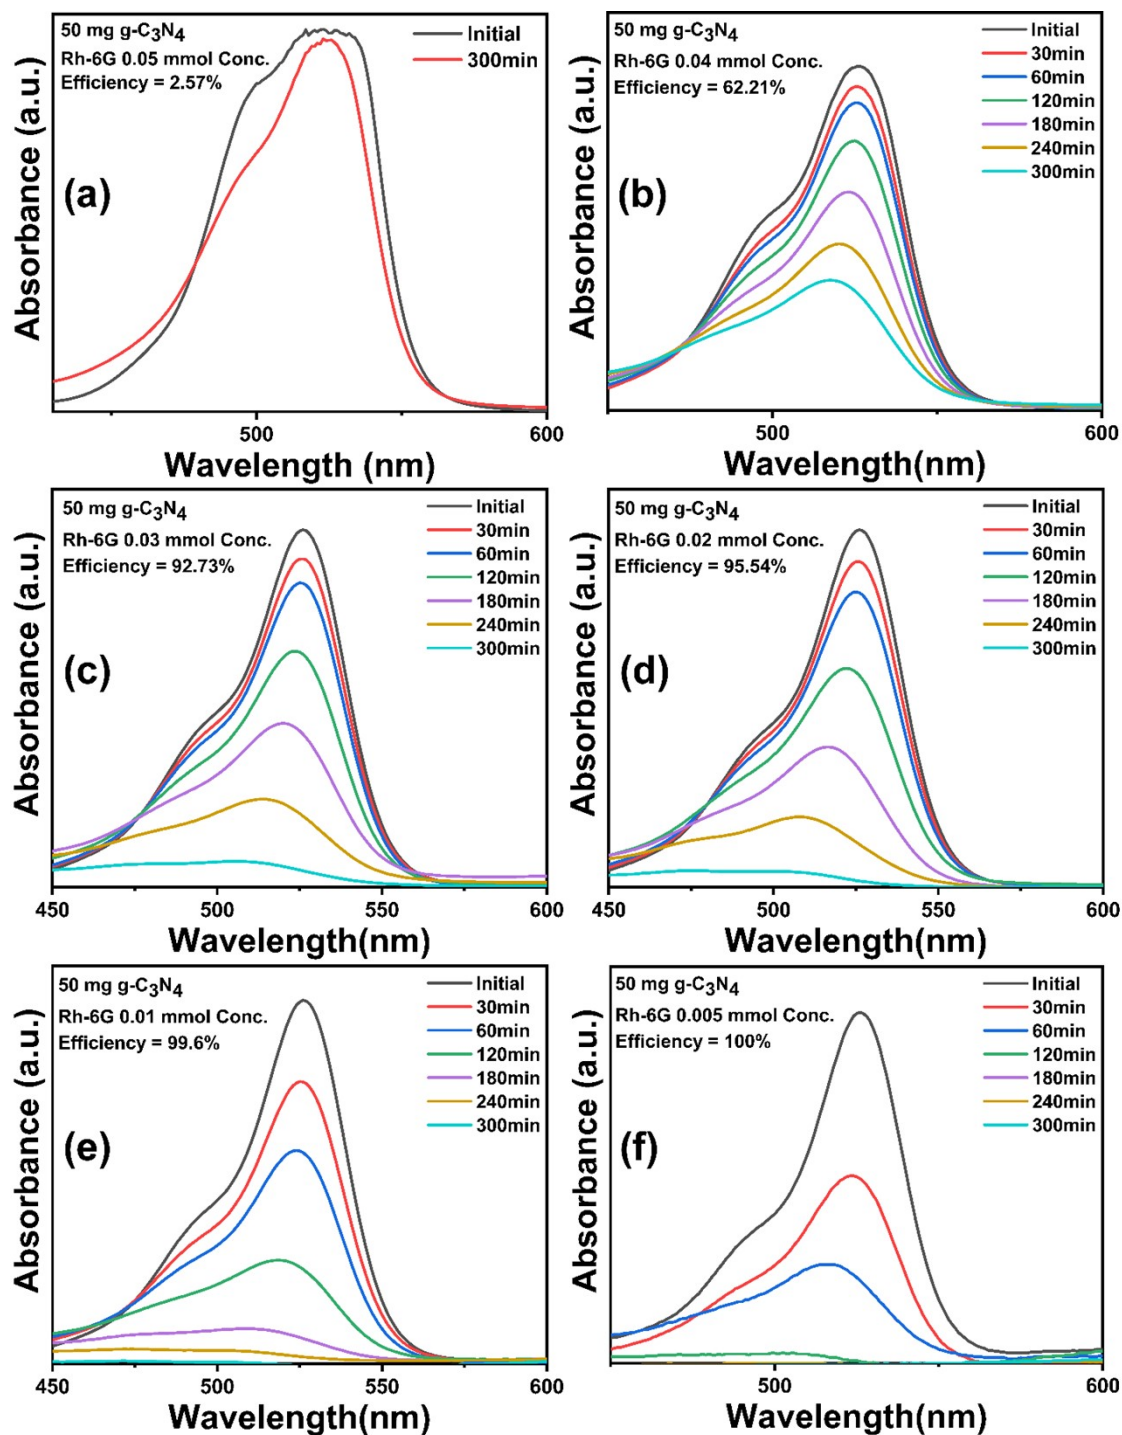 50 mg g-C₃N₄
Rh-6G 0.05 mmol Conc.
Efficiency = 2.57%
Initial
300min
(a)
Absorbance (a.u.)
500
600
Wavelength (nm)
50 mg g-C₃N₄
Rh-6G 0.04 mmol Conc.
Efficiency = 62.21%
Initial
30min
60min
120min
180min
240min
300min
(b)
Absorbance (a.u.)
500
600
Wavelength(nm)
50 mg g-C₃N₄
Rh-6G 0.03 mmol Conc.
Efficiency = 92.73%
Initial
30min
60min
120min
180min
240min
300min
(c)
Absorbance (a.u.)
450
500
550
600
Wavelength(nm)
50 mg g-C₃N₄
Rh-6G 0.02 mmol Conc.
Efficiency = 95.54%
Initial
30min
60min
120min
180min
240min
300min
(d)
Absorbance (a.u.)
450
500
550
600
Wavelength(nm)
50 mg g-C₃N₄
Rh-6G 0.01 mmol Conc.
Efficiency = 99.6%
Initial
30min
60min
120min
180min
240min
300min
(e)
Absorbance (a.u.)
450
500
550
600
Wavelength(nm)
50 mg g-C₃N₄
Rh-6G 0.005 mmol Conc.
Efficiency = 100%
Initial
30min
60min
120min
180min
240min
300min
(f)
Absorbance (a.u.)
500
600
Wavelength(nm)